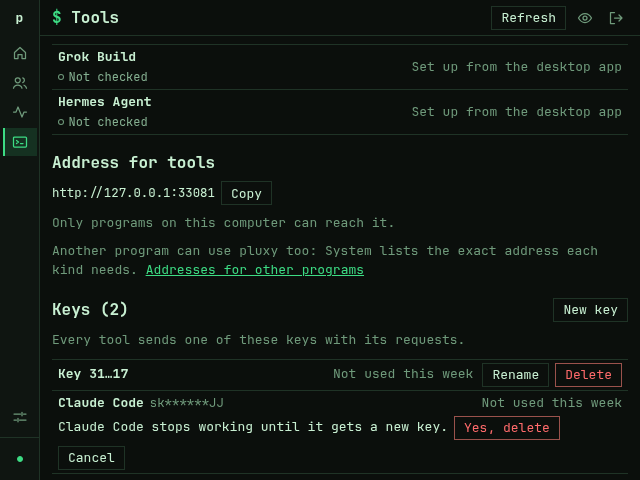 p
$ Tools
Refresh
Grok Build
Not checked
Set up from the desktop app
Hermes Agent
Not checked
Set up from the desktop app
Address for tools
http://127.0.0.1:33081
Copy
Only programs on this computer can reach it.
Another program can use pluxy too: System lists the exact address each
kind needs. Addresses for other programs
Keys (2)
New key
Every tool sends one of these keys with its requests.
Key 31…17
Not used this week
Rename
Delete
Claude Code sk******JJ
Not used this week
Claude Code stops working until it gets a new key.
Yes, delete
Cancel